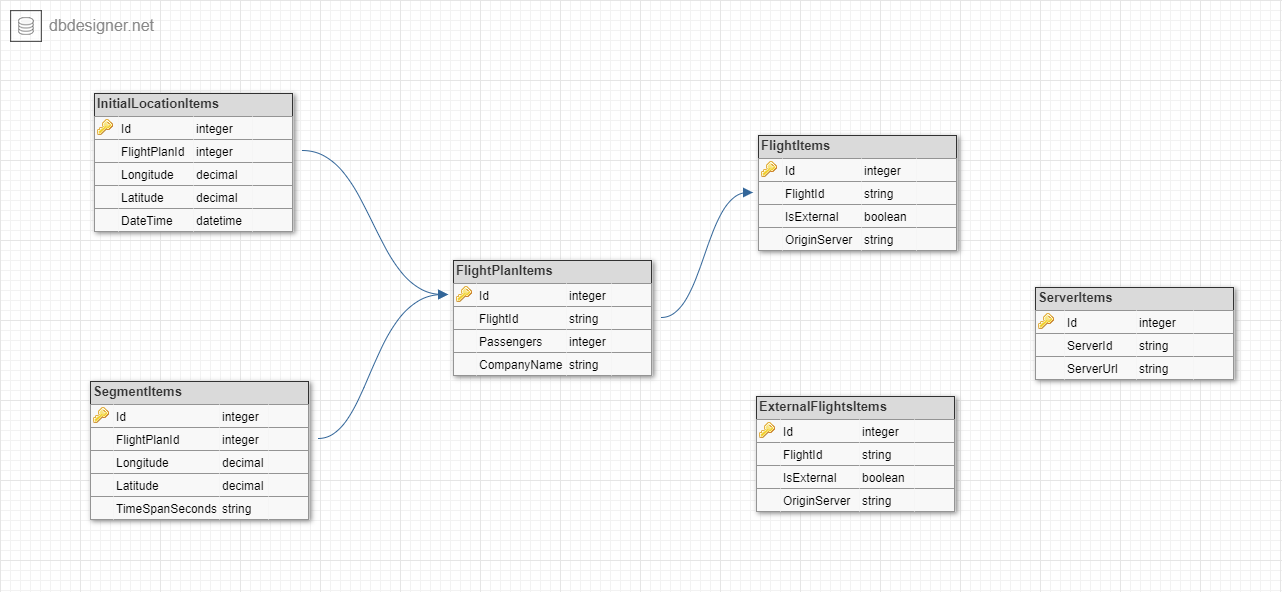 dbdesigner.net
InitialLocationItems
Id integer
FlightPlanId integer
Longitude decimal
Latitude decimal
DateTime datetime
SegmentItems
Id integer
FlightPlanId integer
Longitude decimal
Latitude decimal
TimeSpanSeconds string
FlightPlanItems
Id integer
FlightId string
Passengers integer
CompanyName string
FlightItems
Id integer
FlightId string
IsExternal boolean
OriginServer string
ExternalFlightsItems
Id integer
FlightId string
IsExternal boolean
OriginServer string
ServerItems
Id integer
ServerId string
ServerUrl string